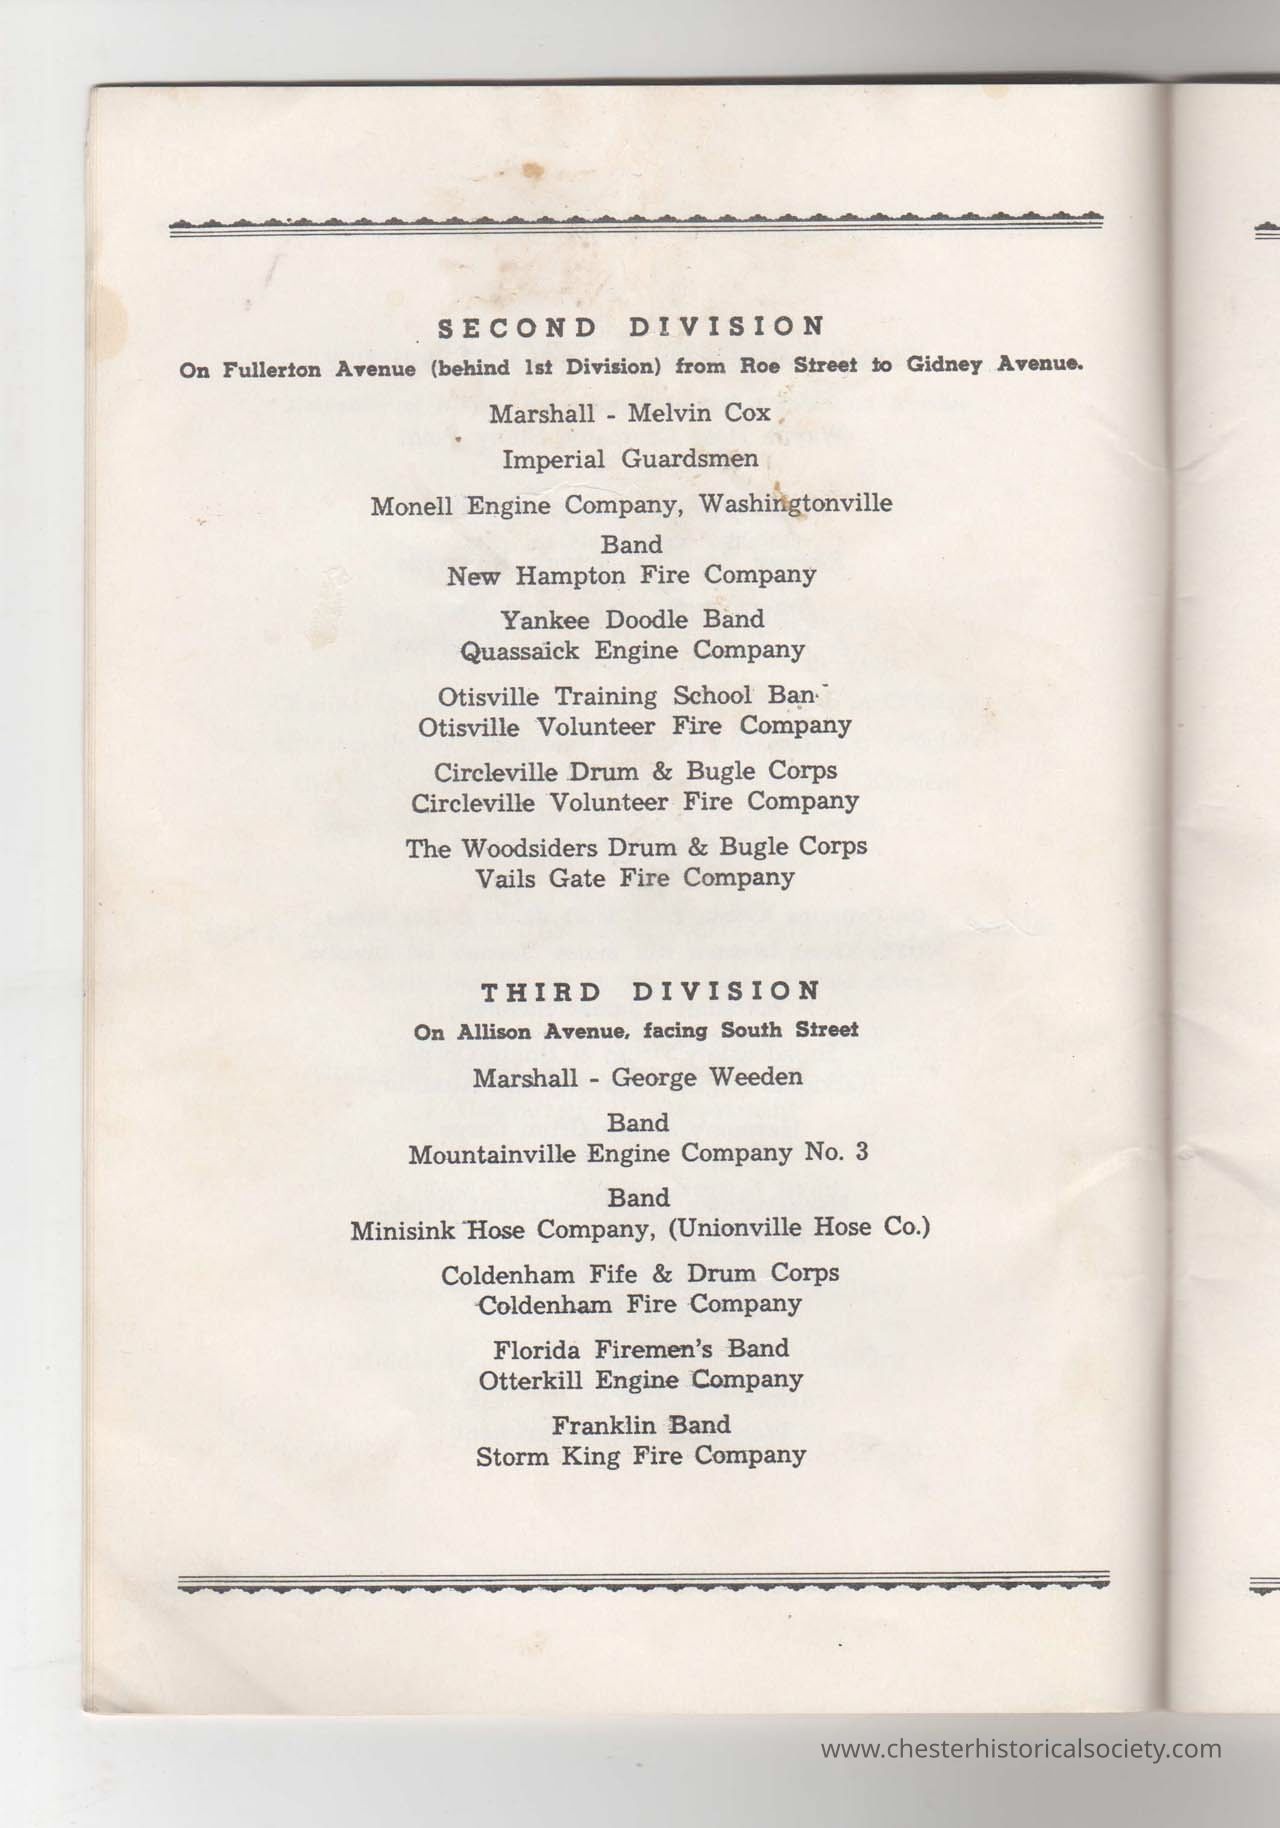 SECOND DIVISION
On Fullerton Avenue (behind 1st Division) from Roe Street to Gidney Avenue.
Marshall - Melvin Cox
Imperial Guardsmen
Monell Engine Company, Washingtonville
Band
New Hampton Fire Company
Yankee Doodle Band
Quassaick Engine Company
Otisville Training School Ban
Otisville Volunteer Fire Company
Circleville Drum & Bugle Corps
Circleville Volunteer Fire Company
The Woodsiders Drum & Bugle Corps
Vails Gate Fire Company
THIRD DIVISION
On Allison Avenue, facing South Street
Marshall - George Weeden
Band
Mountainville Engine Company No. 3
Band
Minisink Hose Company, (Unionville Hose Co.)
Coldenham Fife & Drum Corps
Coldenham Fire Company
Florida Firemen's Band
Otterkill Engine Company
Franklin Band
Storm King Fire Company
www.chesterhistoricalsociety.com